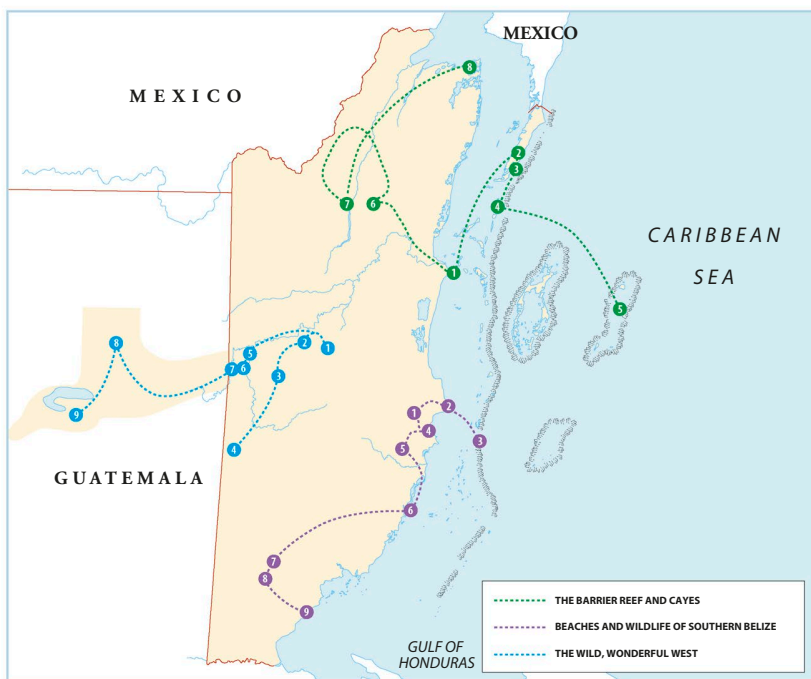 MEXICO
MEXICO
8
2
3
7
6
4
CARIBBEAN
SEA
1
5
8
5
2
1
7
6
3
9
4
GUATEMALA
1
2
4
3
5
6
7
8
9
GULF OF
HONDURAS
THE BARRIER REEF AND CAYES
BEACHES AND WILDLIFE OF SOUTHERN BELIZE
THE WILD, WONDERFUL WEST